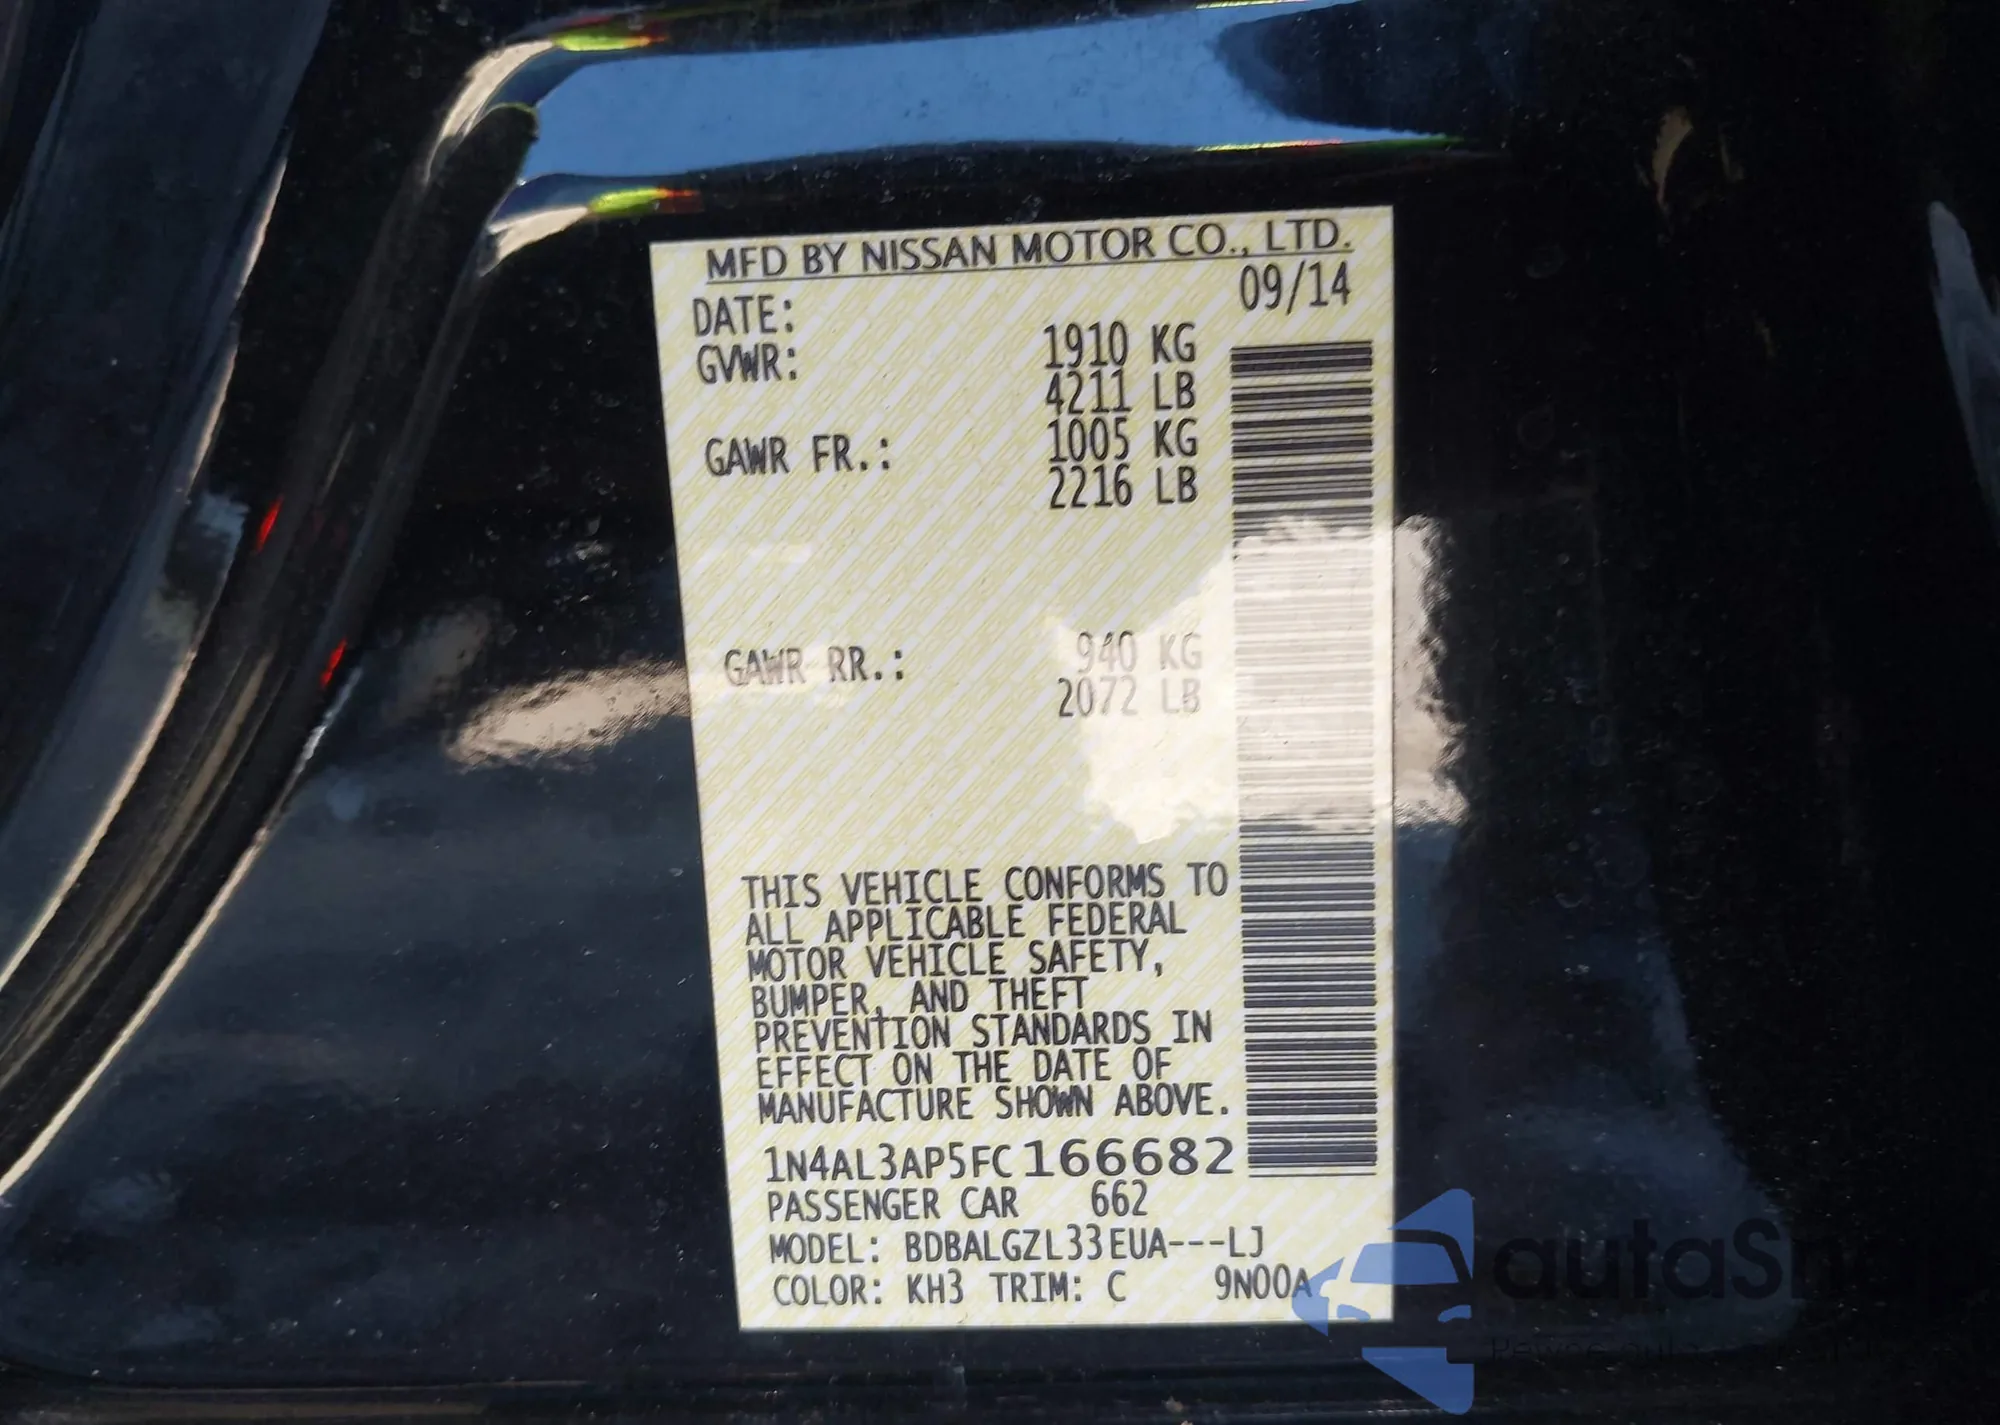 MFD BY NISSAN MOTOR CO., LTD.
DATE: 09/14
GVWR: 1910 KG
4211 LB
GAWR FR.: 1005 KG
2216 LB
GAWR RR.: 940 KG
2072 LB
THIS VEHICLE CONFORMS TO
ALL APPLICABLE FEDERAL
MOTOR VEHICLE SAFETY,
BUMPER, AND THEFT
PREVENTION STANDARDS IN
EFFECT ON THE DATE OF
MANUFACTURE SHOWN ABOVE.
1N4AL3AP5FC166682
PASSENGER CAR 662
MODEL: BDBALGZL33EUA---LJ
COLOR: KH3 TRIM: C 9N00A